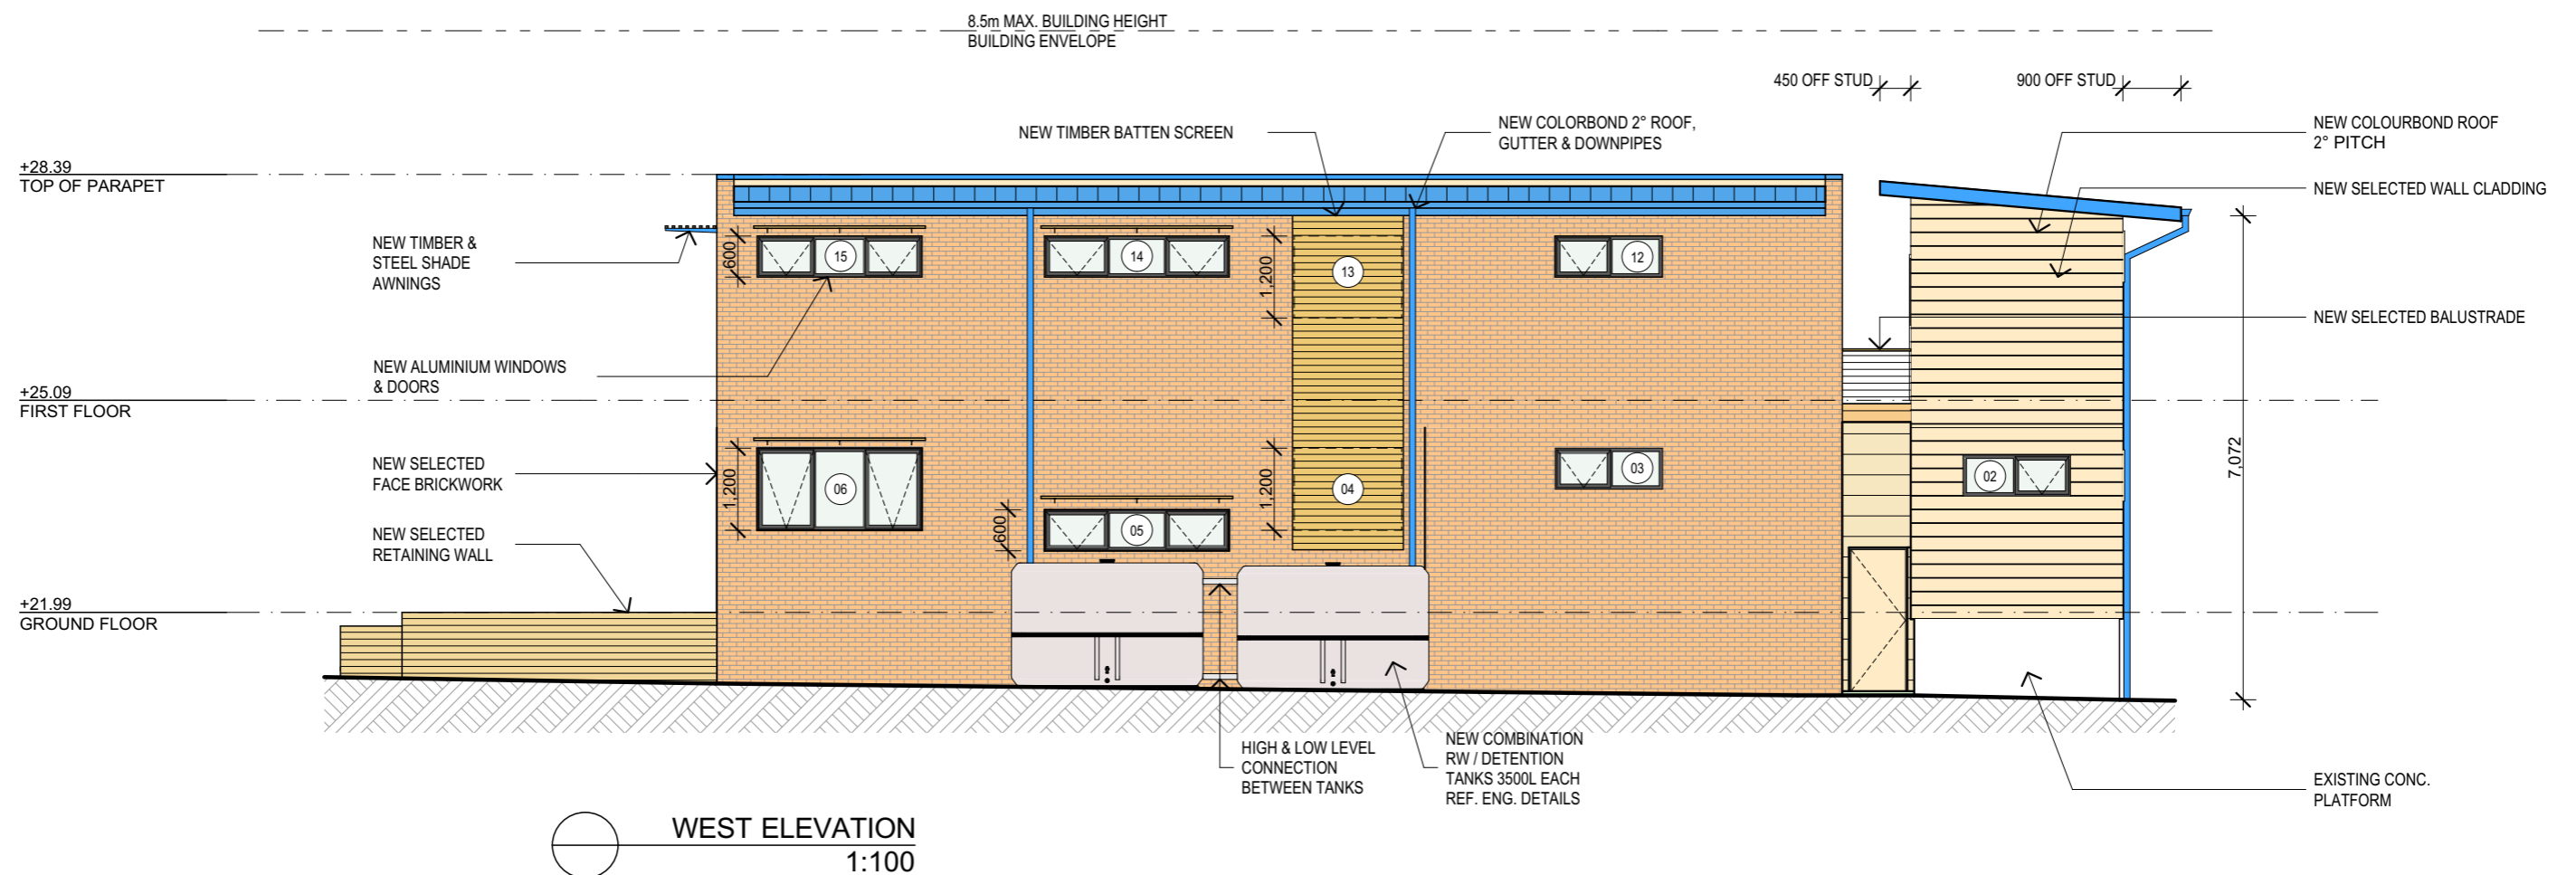 8.5m MAX. BUILDING HEIGHT
BUILDING ENVELOPE
450 OFF STUD
900 OFF STUD
NEW TIMBER BATTEN SCREEN
NEW COLORBOND 2° ROOF,
GUTTER & DOWNPIPES
NEW COLOURBOND ROOF
2° PITCH
+28.39
TOP OF PARAPET
NEW SELECTED WALL CLADDING
NEW TIMBER &
STEEL SHADE
AWNINGS
600
15
14
1,200
13
12
NEW SELECTED BALUSTRADE
NEW ALUMINIUM WINDOWS
& DOORS
+25.09
FIRST FLOOR
NEW SELECTED
FACE BRICKWORK
1,200
06
600
05
1,200
04
03
02
7,072
NEW SELECTED
RETAINING WALL
+21.99
GROUND FLOOR
HIGH & LOW LEVEL
CONNECTION
BETWEEN TANKS
NEW COMBINATION
RW / DETENTION
TANKS 3500L EACH
REF. ENG. DETAILS
EXISTING CONC.
PLATFORM
WEST ELEVATION
1:100